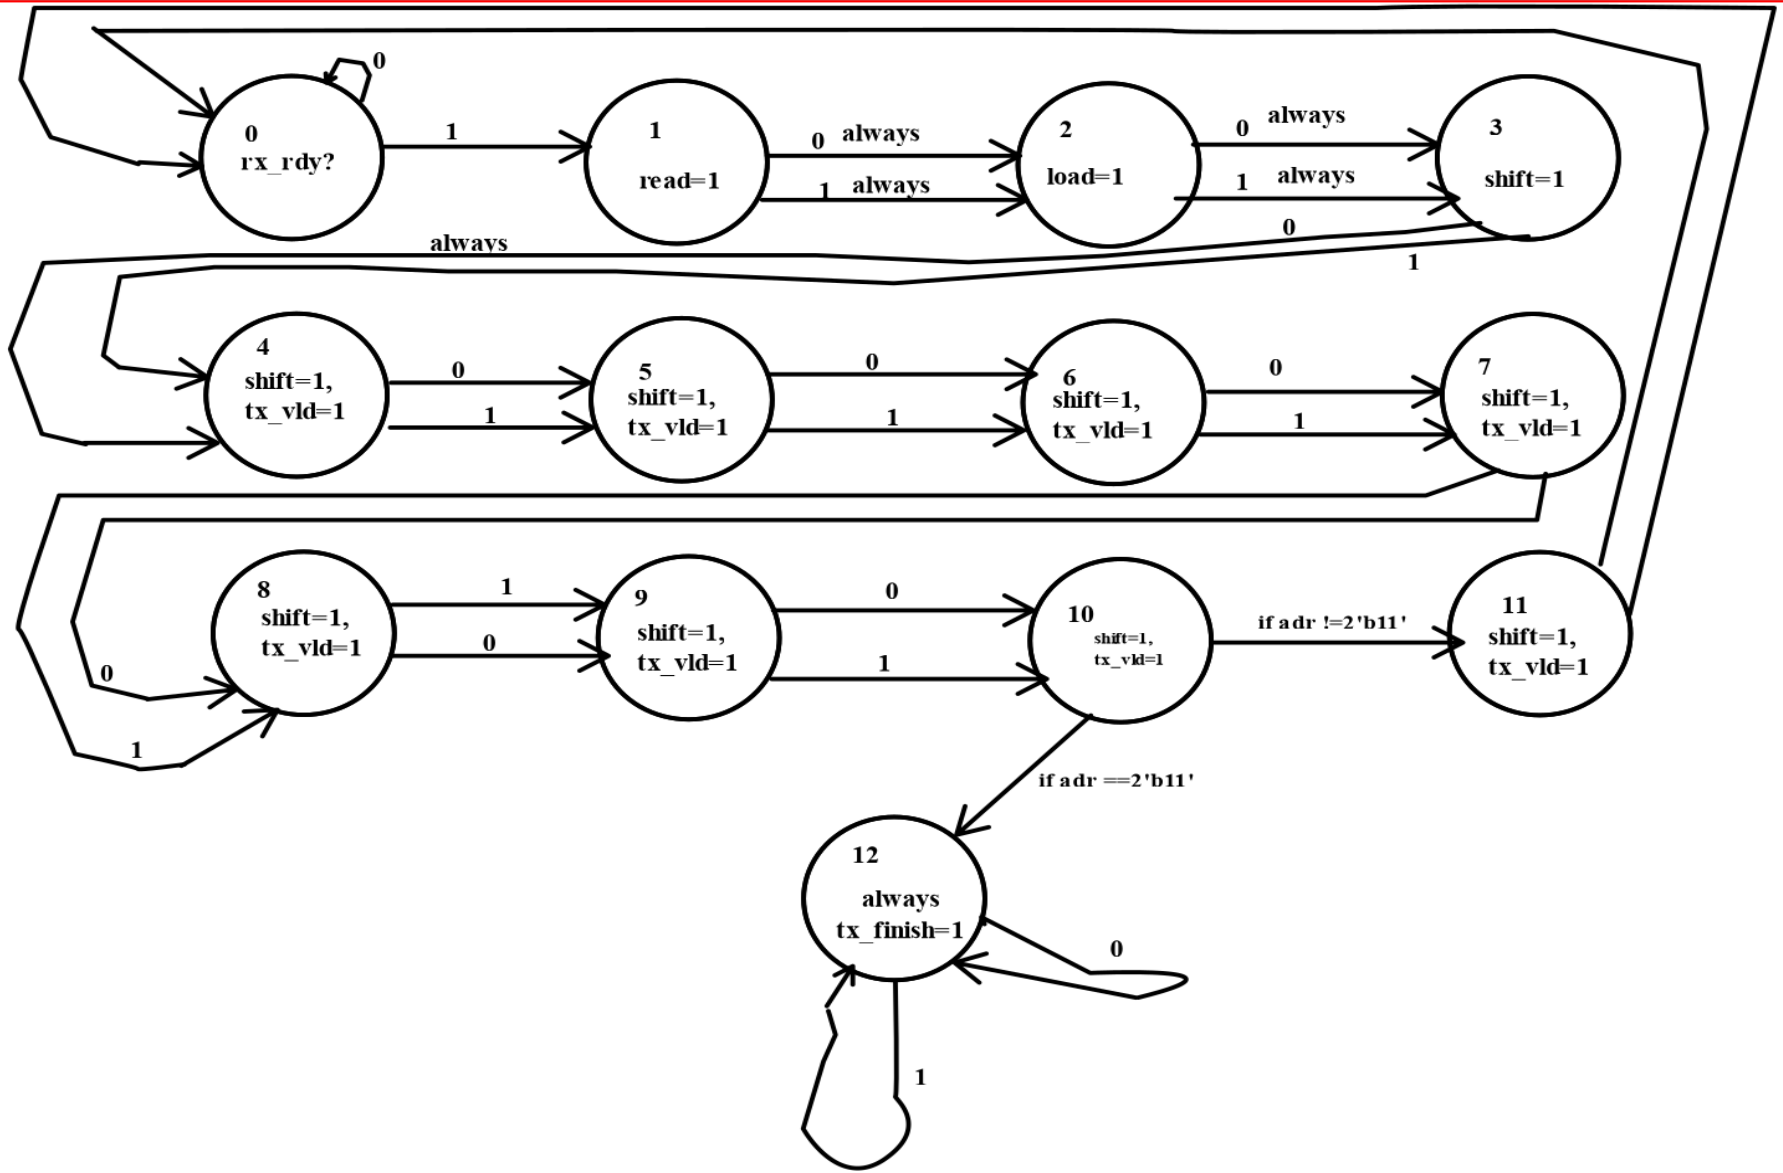 0
0
rx_rdy?
1
1
read=1
0 always
1 always
2
load=1
0 always
1 always
3
shift=1
always
0
1
4
shift=1,
tx_vld=1
0
1
5
shift=1,
tx_vld=1
0
1
6
shift=1,
tx_vld=1
0
1
7
shift=1,
tx_vld=1
0
1
8
shift=1,
tx_vld=1
1
0
9
shift=1,
tx_vld=1
0
1
10
shift=1,
tx_vld=1
if adr !=2'b11'
11
shift=1,
tx_vld=1
if adr ==2'b11'
12
always
tx_finish=1
0
1